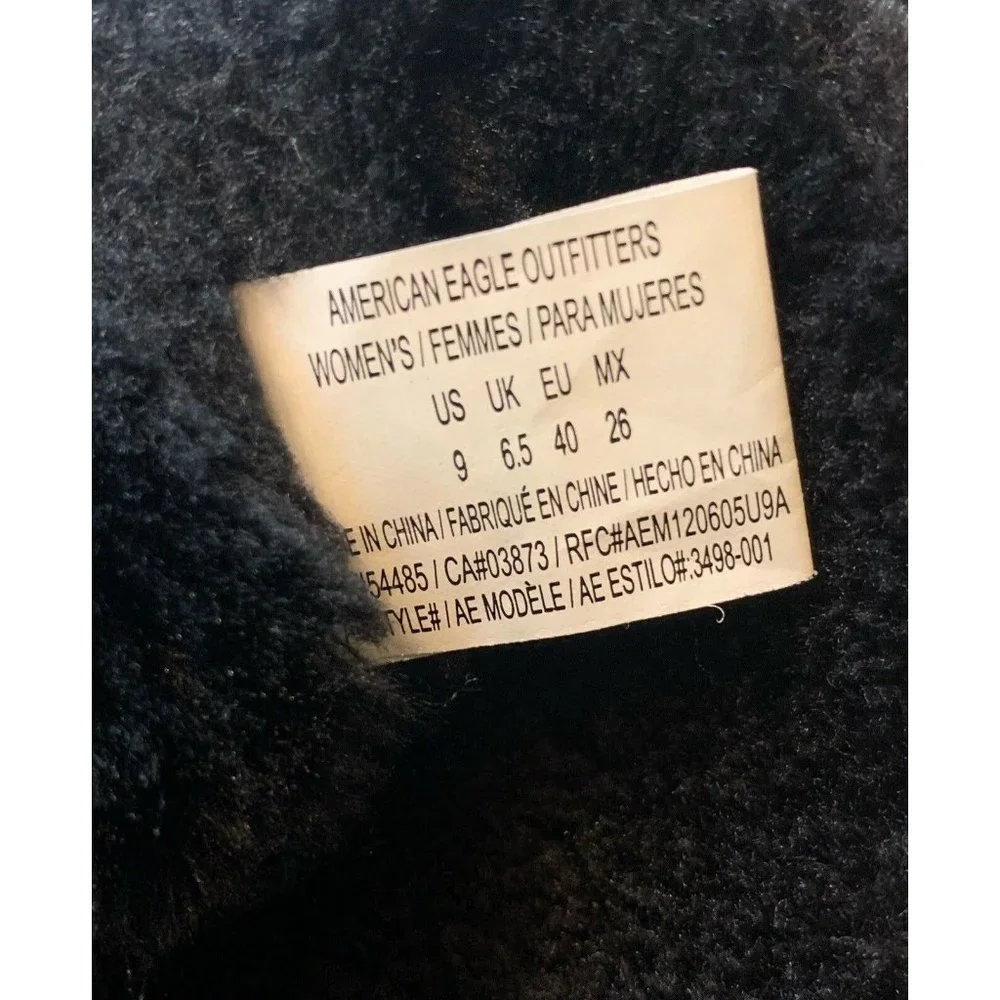 AMERICAN EAGLE OUTFITTERS
WOMEN'S / FEMMES / PARA MUJERES
US UK EU MX
9 6.5 40 26
E IN CHINA / FABRIQUÉ EN CHINE / HECHO EN CHINA
54485 / CA#03873 / RFC#AEM120605U9A
TYLE# / AE MODÈLE / AE ESTILO#:3498-001